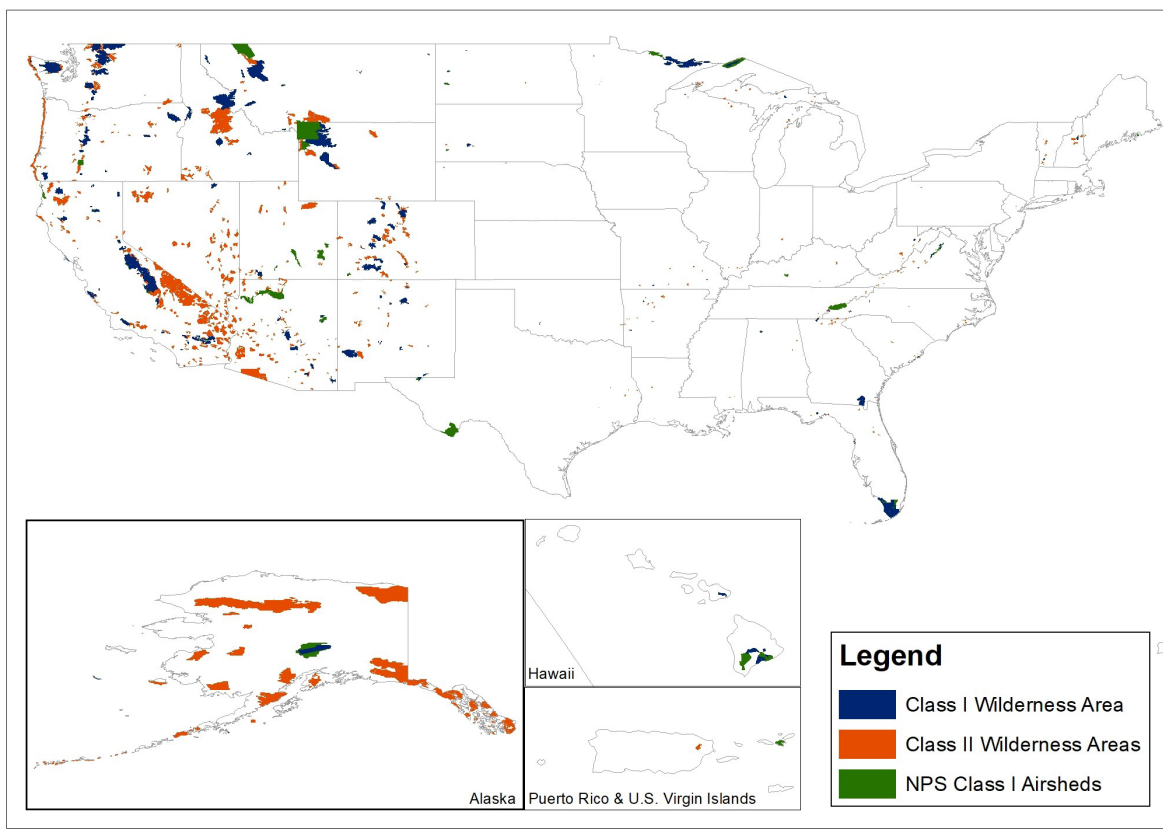 Alaska
Hawaii
Puerto Rico & U.S. Virgin Islands
Legend
Class I Wilderness Area
Class II Wilderness Areas
NPS Class I Airsheds